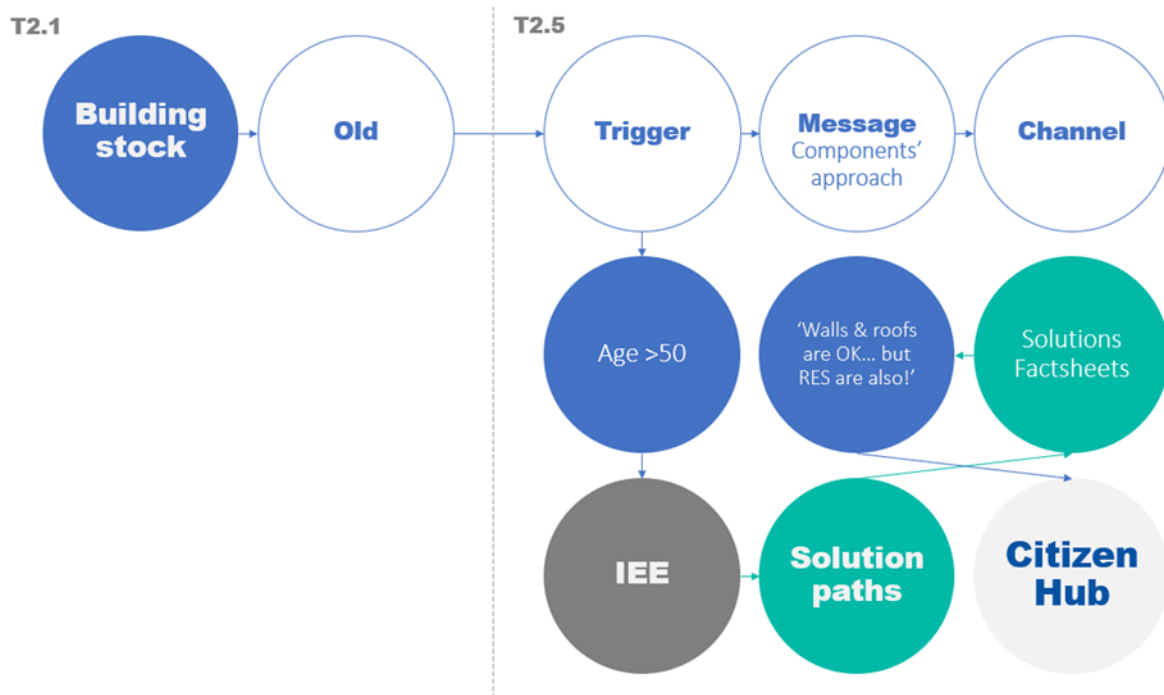 T2.1
T2.5
Building
stock
Old
Trigger
Message
Components’
approach
Channel
Age >50
‘Walls & roofs
are OK... but
RES are also!’
Solutions
Factsheets
IEE
Solution
paths
Citizen
Hub